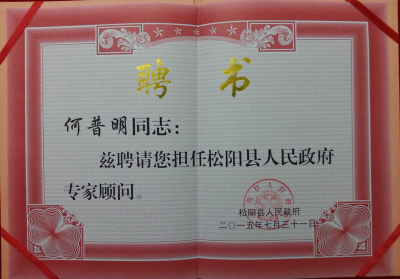 聘书
何普明同志：
兹聘请您担任松阳县人民政府
专家顾问。
松阳县人民政府
二〇一五年七月三十一日